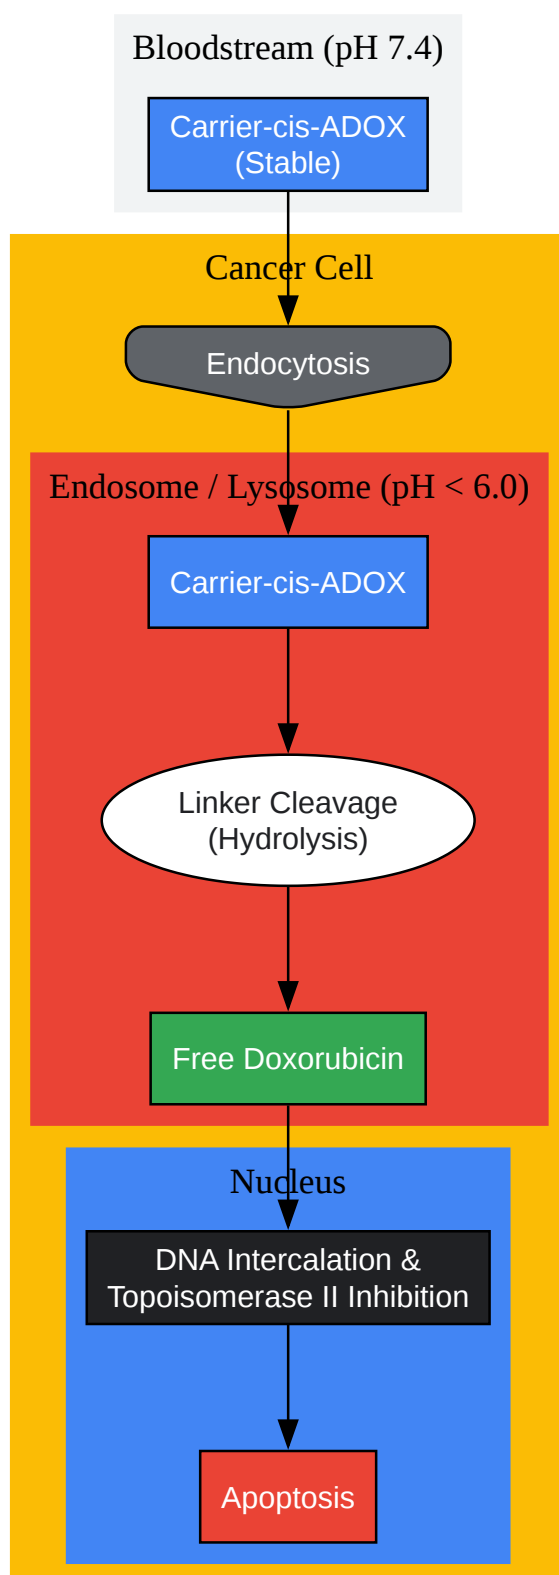 Bloodstream (pH 7.4)
Carrier-cis-ADOX
(Stable)
Cancer Cell
Endocytosis
Endosome / Lysosome (pH < 6.0)
Carrier-cis-ADOX
Linker Cleavage
(Hydrolysis)
Free Doxorubicin
Nucleus
DNA Intercalation &
Topoisomerase II Inhibition
Apoptosis